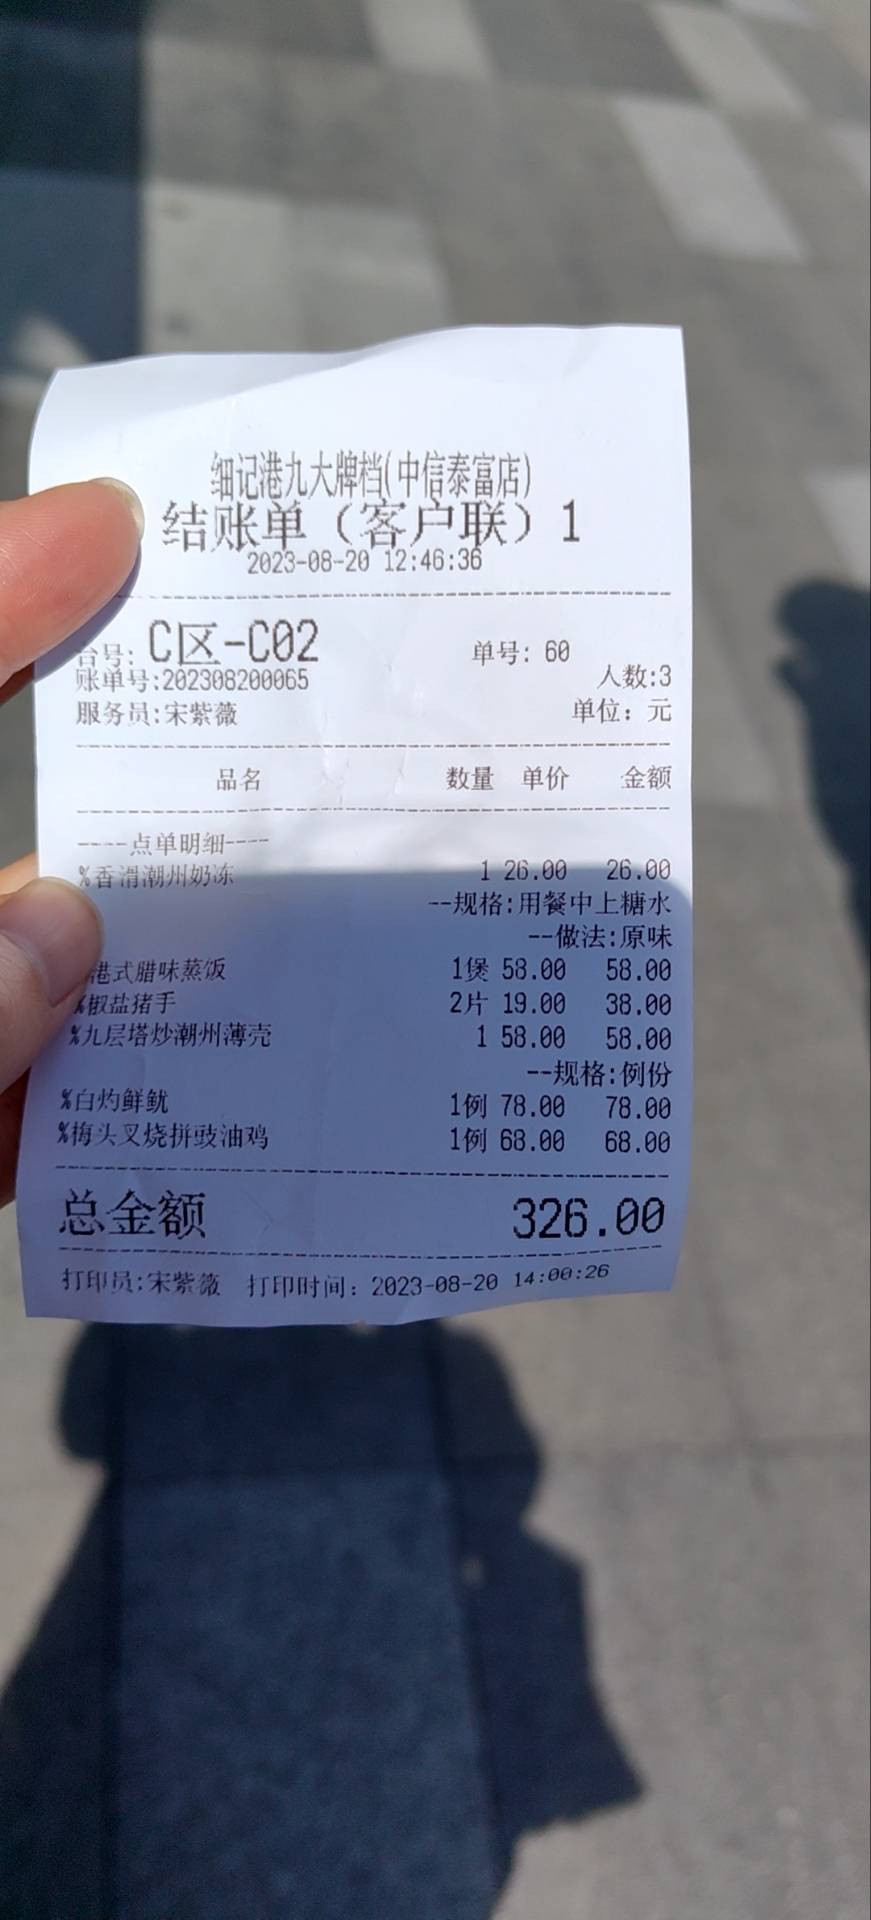 细记港九大牌档(中信泰富店)
结账单（客户联）1
2023-08-20 12:46:36
台号: C区-C02 单号: 60
账单号:202308200065 人数:3
服务员:宋紫薇 单位: 元
品名 数量 单价 金额
----点单明细----
%香滑潮州奶冻 1 26.00 26.00
--规格:用餐中上糖水
--做法:原味
港式腊味蒸饭 1煲 58.00 58.00
%椒盐猪手 2片 19.00 38.00
%九层塔炒潮州薄壳 1 58.00 58.00
--规格:例份
%白灼鲜鱿 1例 78.00 78.00
%梅头叉烧拼豉油鸡 1例 68.00 68.00
总金额 326.00
打印员:宋紫薇 打印时间: 2023-08-20 14:00:26